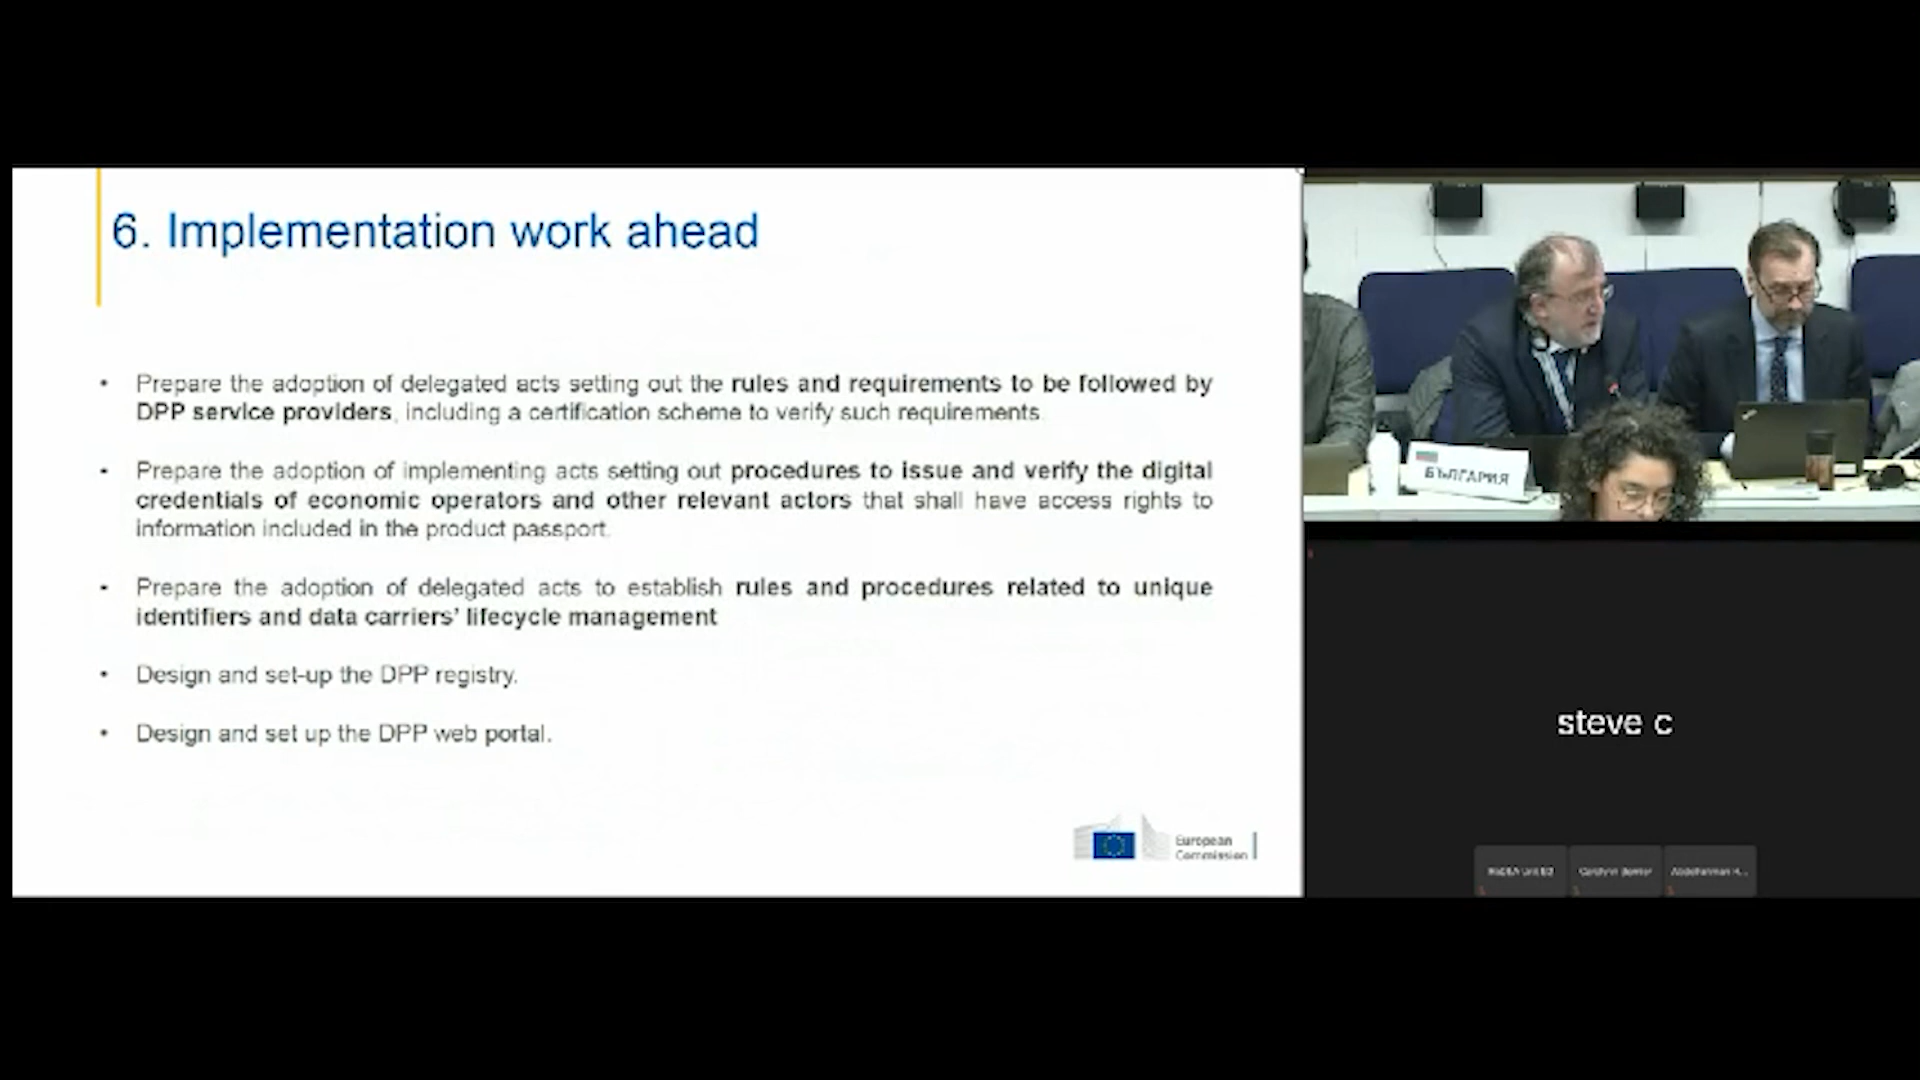 6. Implementation work ahead
• Prepare the adoption of delegated acts setting out the rules and requirements to be followed by
DPP service providers, including a certification scheme to verify such requirements.
• Prepare the adoption of implementing acts setting out procedures to issue and verify the digital
credentials of economic operators and other relevant actors that shall have access rights to
information included in the product passport.
• Prepare the adoption of delegated acts to establish rules and procedures related to unique
identifiers and data carriers’ lifecycle management
• Design and set-up the DPP registry.
• Design and set up the DPP web portal.
European
Commission
БЪЛГАРИЯ
steve c